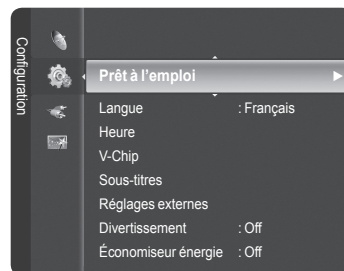 Configuration
Prêt à l'emploi
Langue : Français
Heure
V-Chip
Sous-titres
Réglages externes
Divertissement : Off
Économiseur énergie : Off